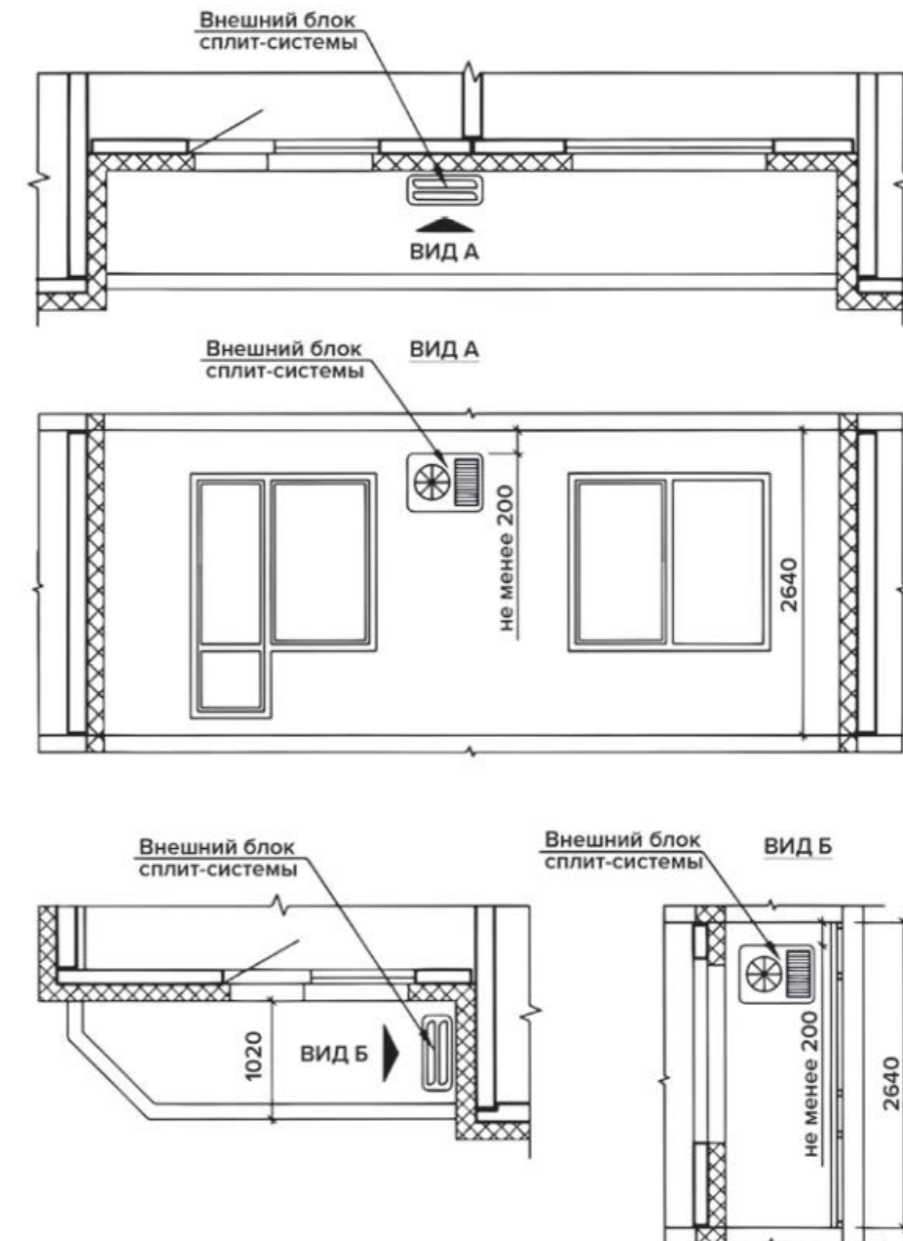 Внешний блок
сплит-системы
ВИД А
Внешний блок
сплит-системы
ВИД А
не менее 200
2640
Внешний блок
сплит-системы
1020
ВИД Б
Внешний блок
сплит-системы
ВИД Б
не менее 200
2640